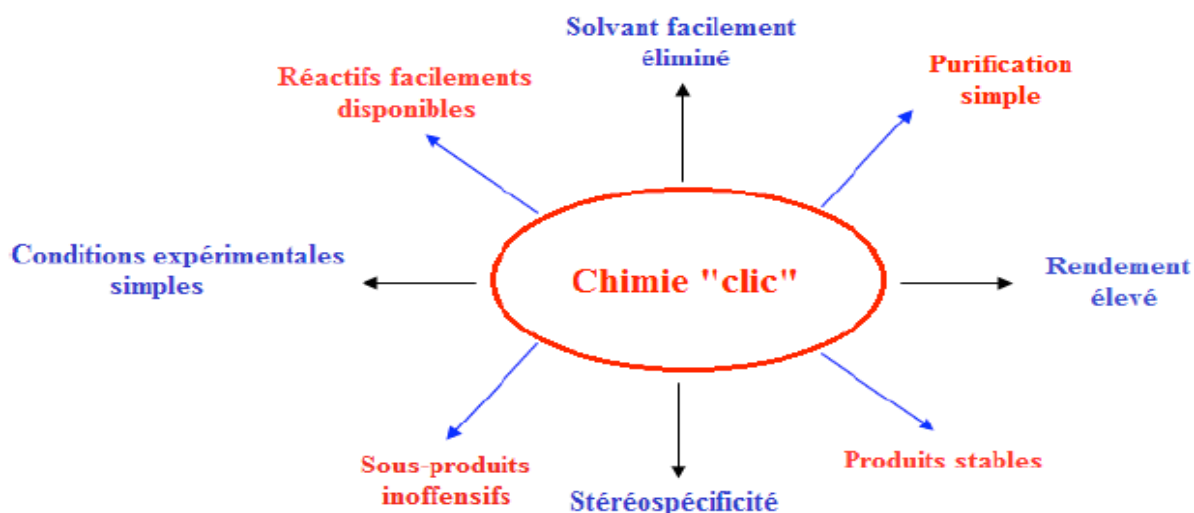 Solvant facilement
éliminé
Réactifs facilements
disponibles
Purification
simple
Conditions expérimentales
simples
Chimie "clic"
Rendement
élevé
Sous-produits
inoffensifs
Stéréospécificité
Produits stables